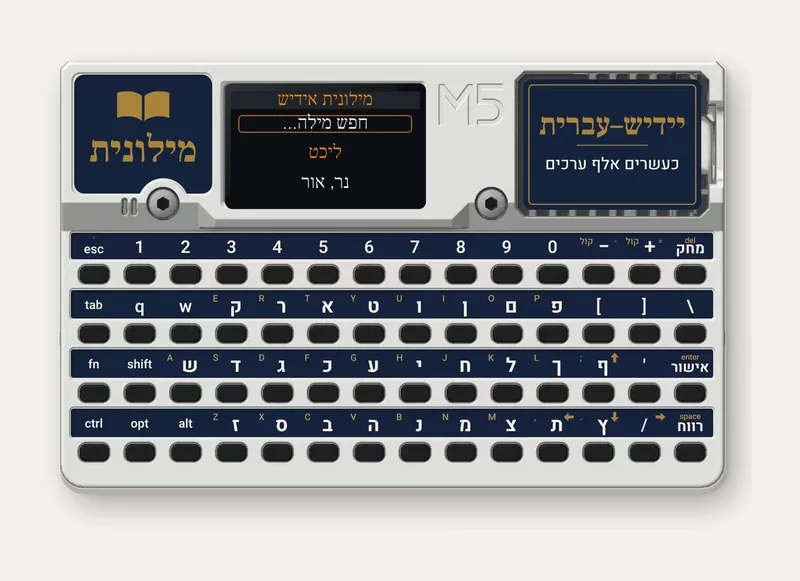 מילונית
מילונית אידיש
חפש מילה...
ליכט
נר, אור
M5
יידיש–עברית
כעשרים אלף ערכים
esc 1 2 3 4 5 6 7 8 9 0 קול − - קול + = del מחק
tab q w E ק R ר T א Y ט U ו I ן O ם P פ [ ] \
fn shift A ש S ד D ג F כ G ע H י J ח K ל L ך ; ף ↑ ' enter אישור
ctrl opt alt Z ז X ס C ב V ה B נ N מ M צ , ת ← . ץ ↓ / → space רווח